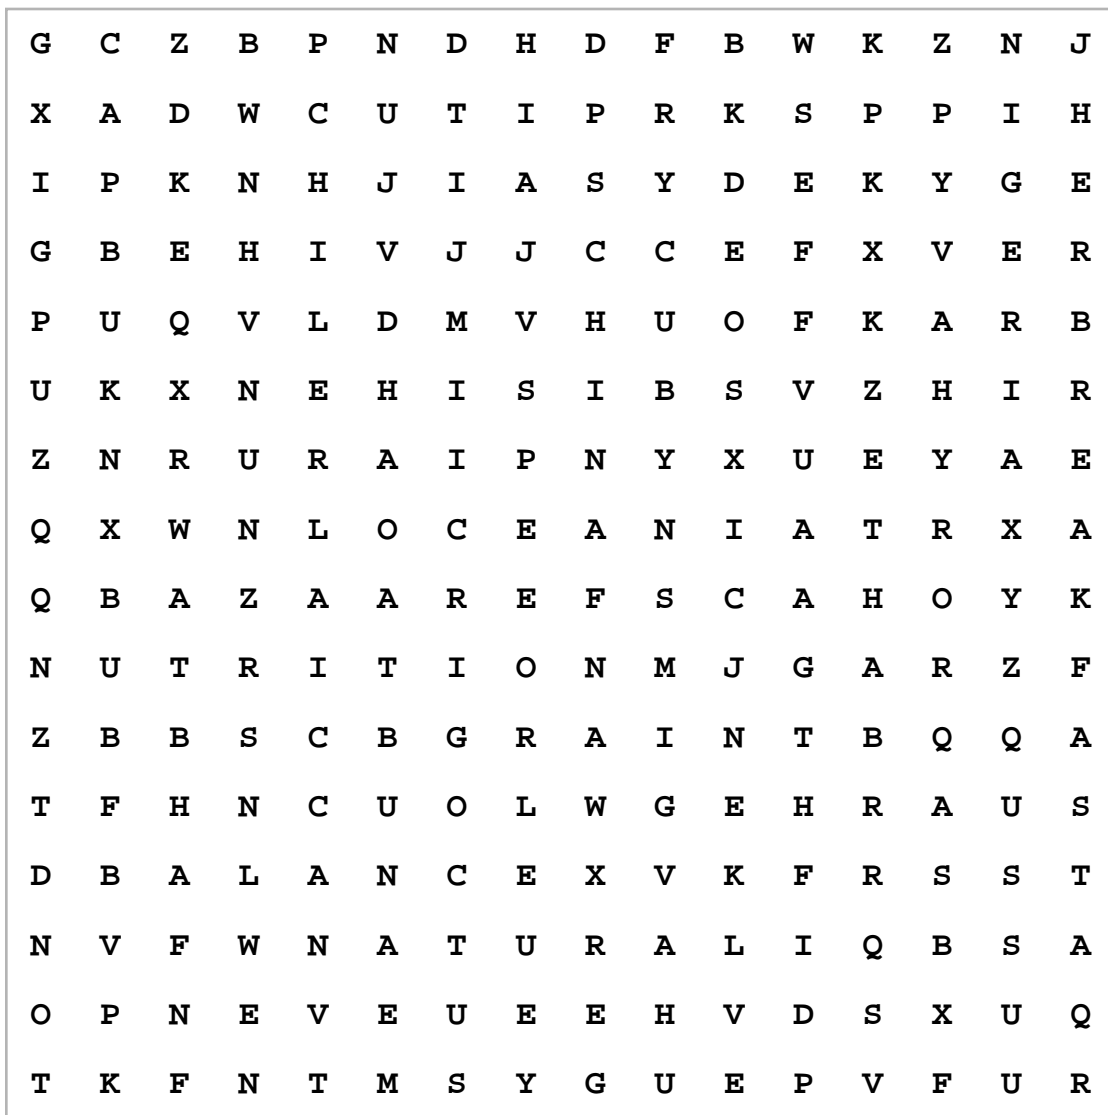 G C Z B P N D H D F B W K Z N J
X A D W C U T I P R K S P P I H
I P K N H J I A S Y D E K Y G E
G B E H I V J J C C E F X V E R
P U Q V L D M V H U O F K A R B
U K X N E H I S I B S V Z H I R
Z N R U R A I P N Y X U E Y A E
Q X W N L O C E A N I A T R X A
Q B A Z A A R E F S C A H O Y K
N U T R I T I O N M J G A R Z F
Z B B S C B G R A I N T B Q Q A
T F H N C U O L W G E H R A U S
D B A L A N C E X V K F R S S T
N V F W N A T U R A L I Q B S A
O P N E V E U E E H V D S X U Q
T K F N T M S Y G U E P V F U R